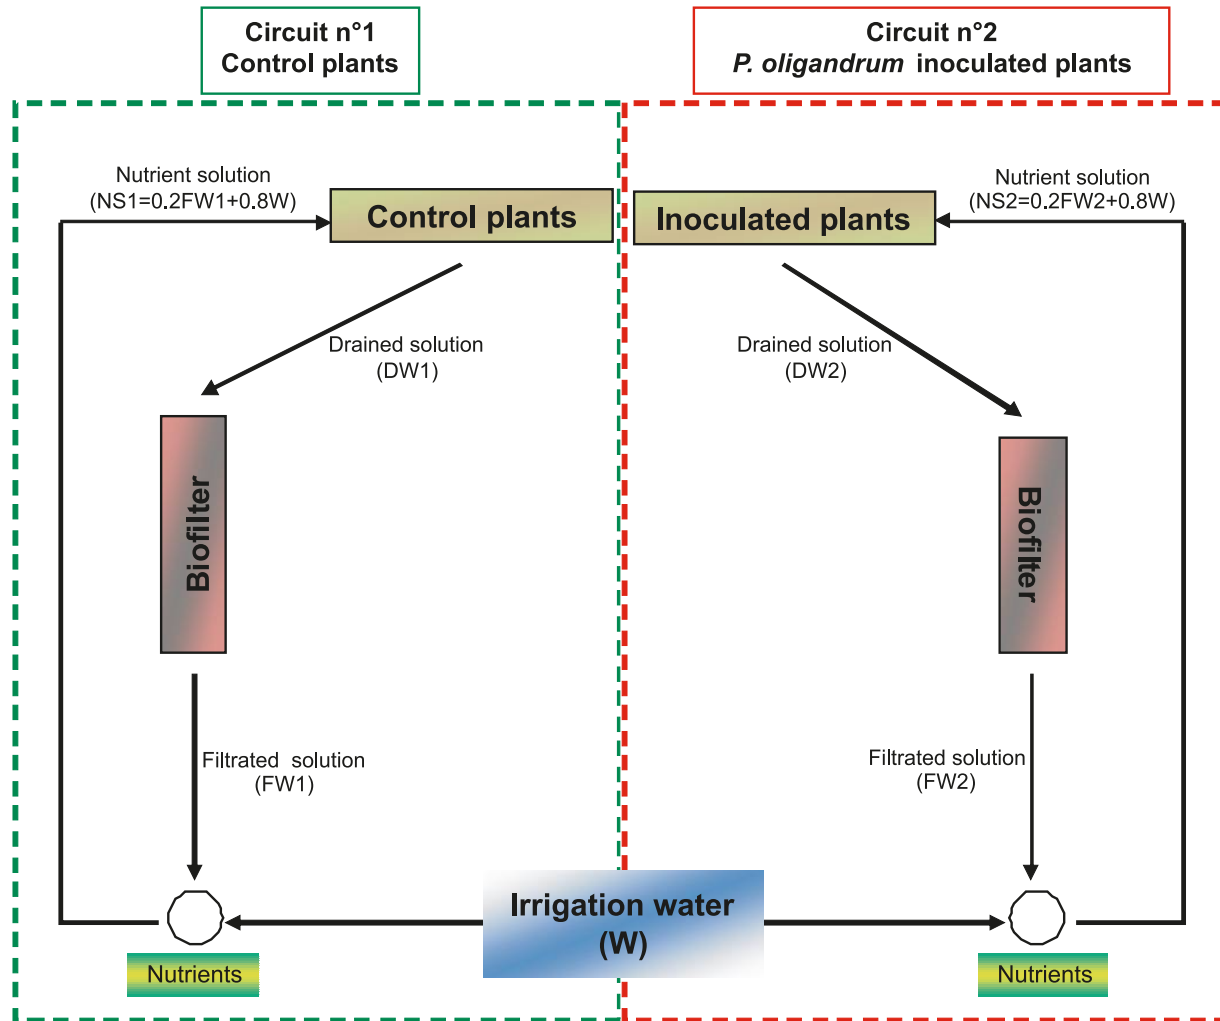 Circuit n°1
Control plants
Circuit n°2
P. oligandrum inoculated plants
Nutrient solution
(NS1=0.2FW1+0.8W)
Control plants
Inoculated plants
Nutrient solution
(NS2=0.2FW2+0.8W)
Drained solution
(DW1)
Drained solution
(DW2)
Biofilter
Biofilter
Filtrated solution
(FW1)
Filtrated solution
(FW2)
Irrigation water
(W)
Nutrients
Nutrients